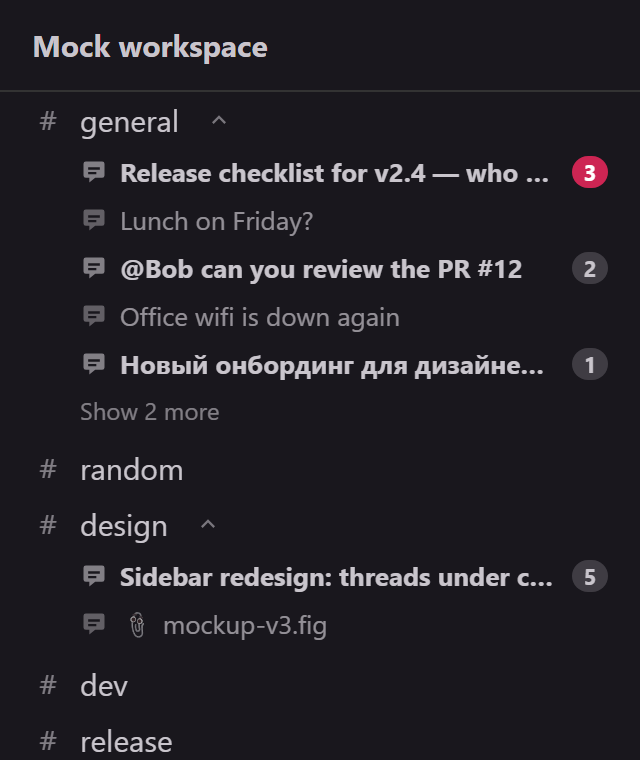 Mock workspace
# general
Release checklist for v2.4 — who ... 3
Lunch on Friday?
@Bob can you review the PR #12 2
Office wifi is down again
Новый онбординг для дизайне... 1
Show 2 more
# random
# design
Sidebar redesign: threads under c... 5
mockup-v3.fig
# dev
# release